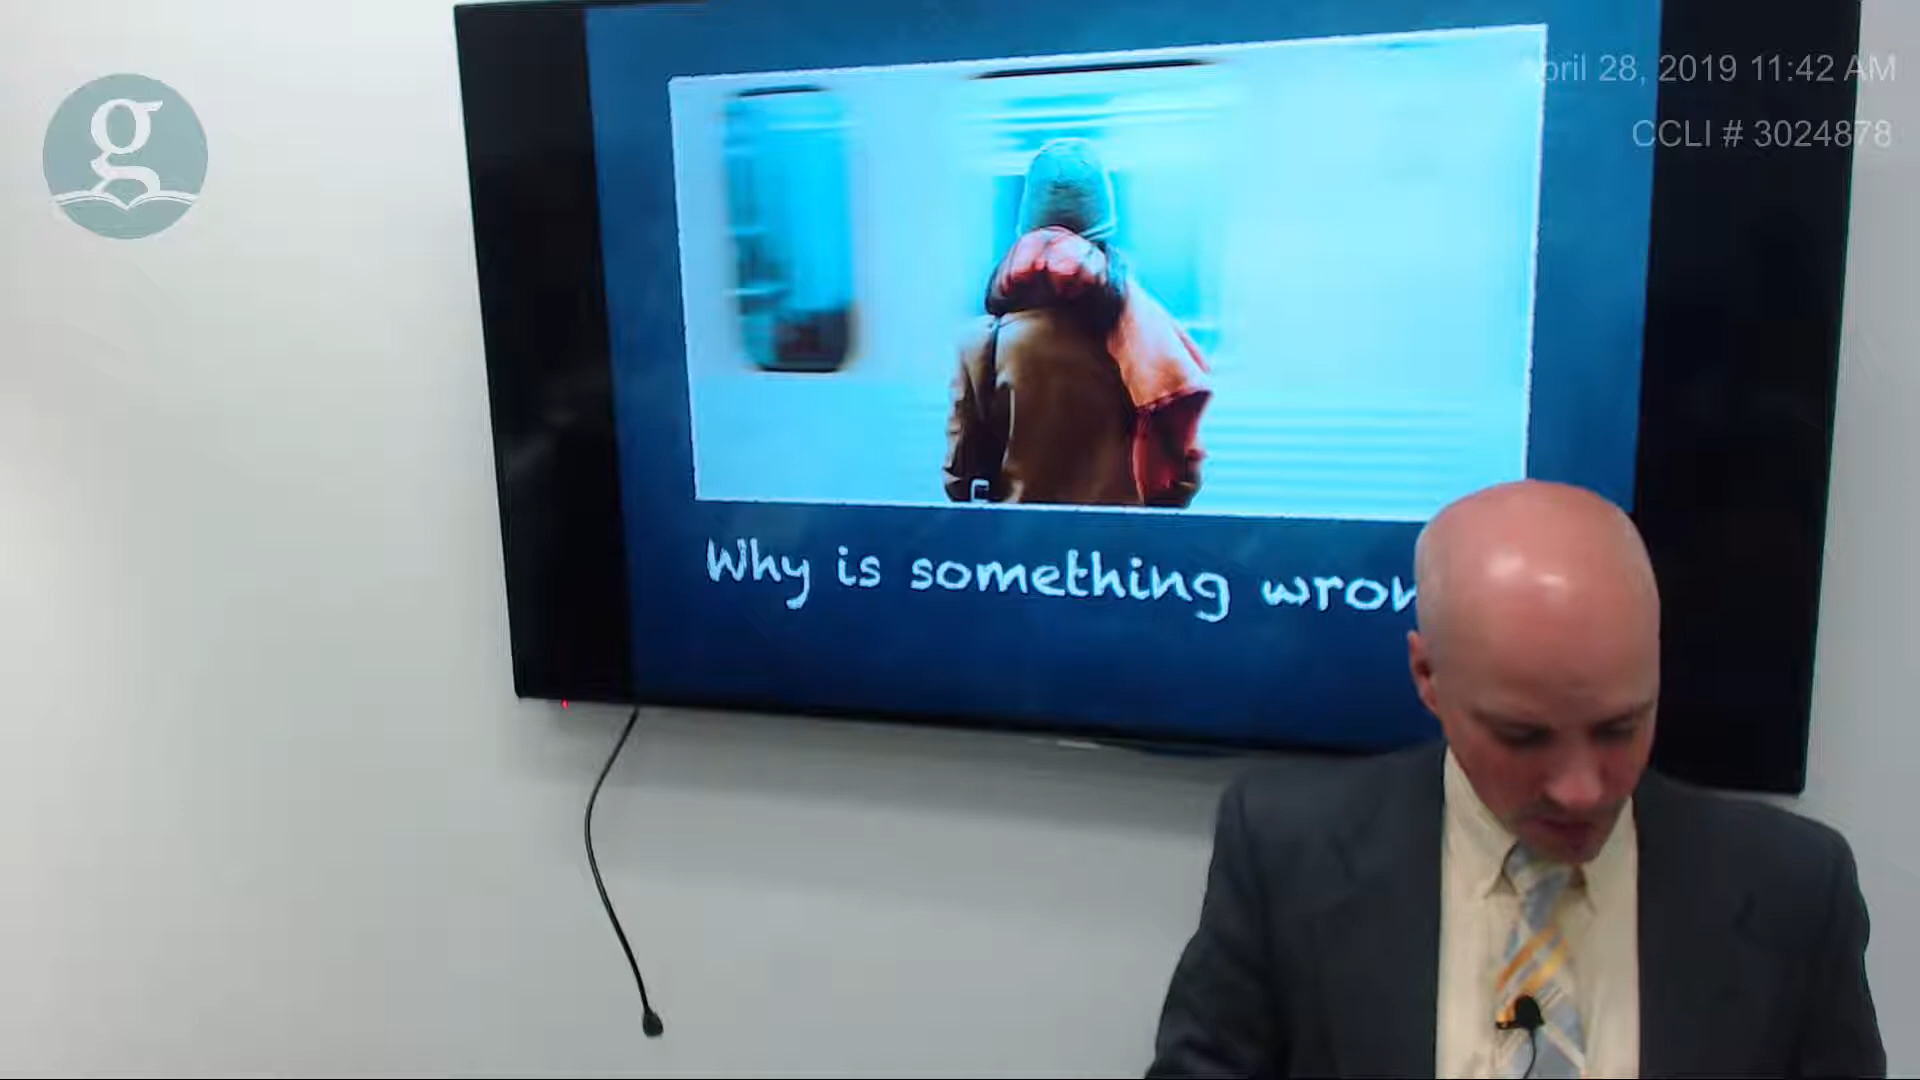 g
pril 28, 2019 11:42 AM
CCLI # 3024878
Why is something wron